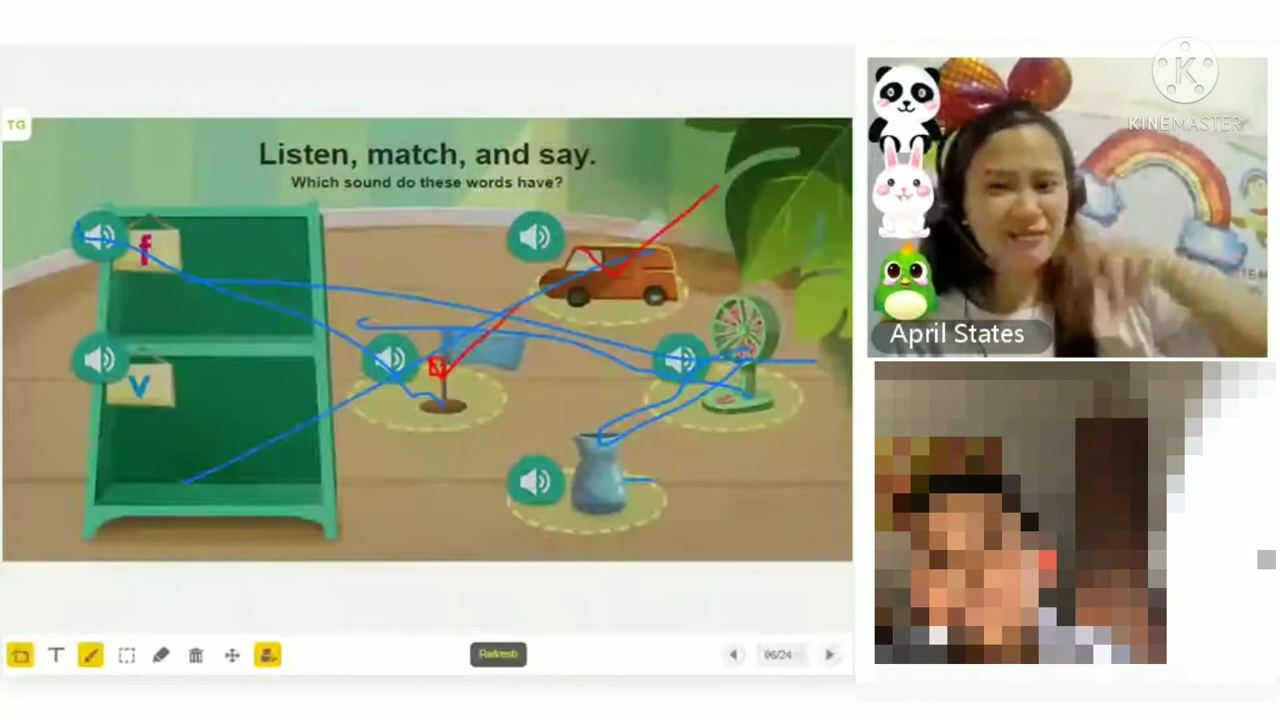 TG
Listen, match, and say.
Which sound do these words have?
f
v
T
Refresh
06/24
K
KINEMASTER
April States